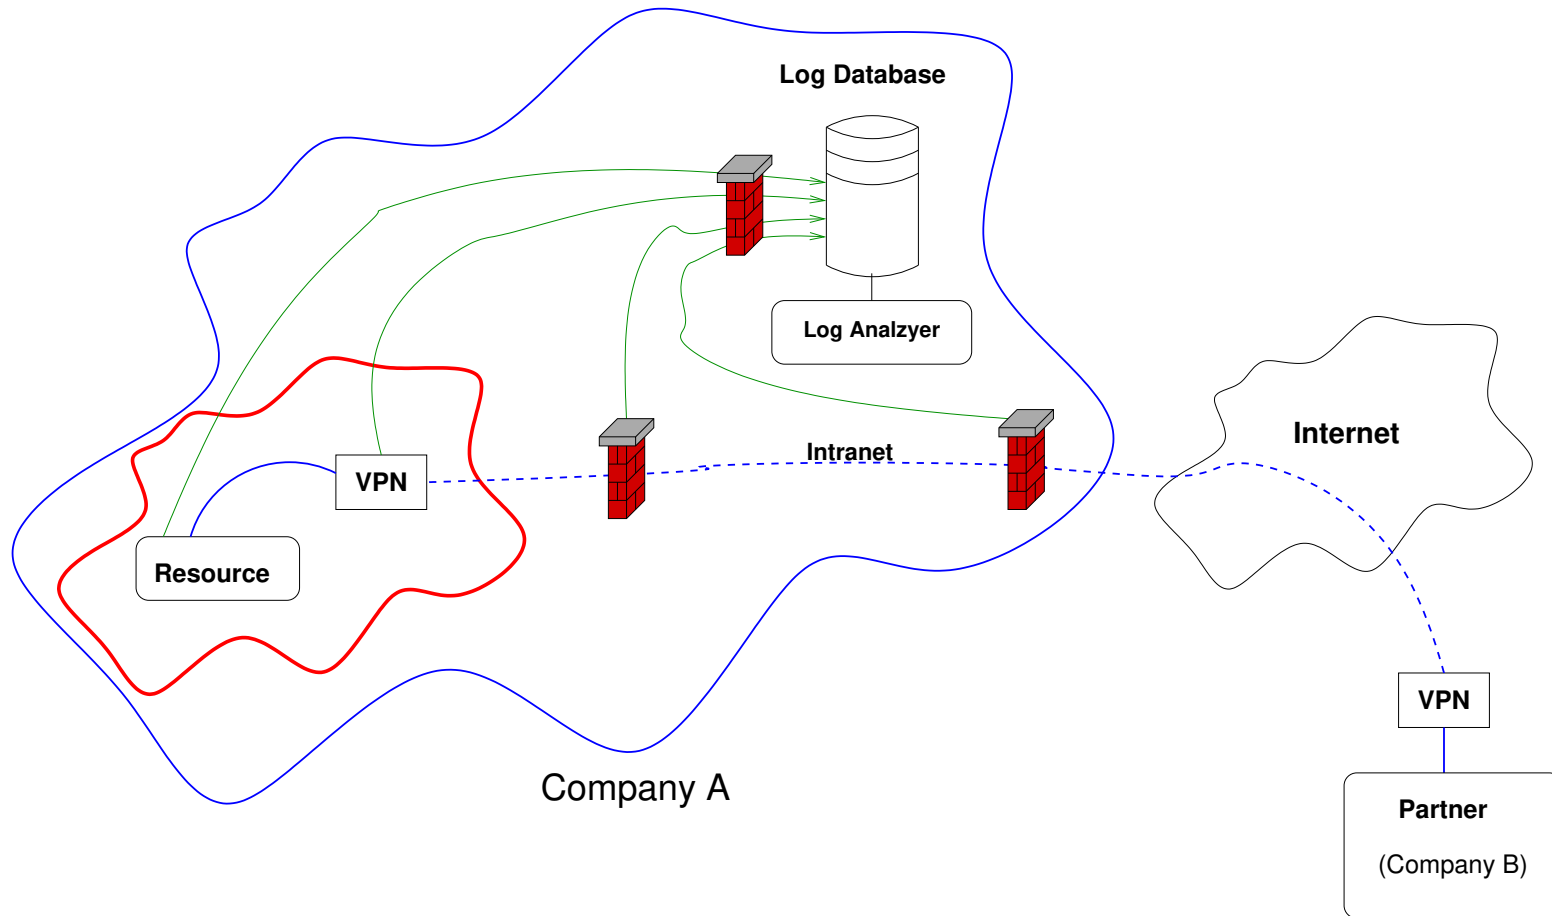 Log Database
Log Analzyer
Internet
Intranet
VPN
Resource
VPN
Company A
Partner
(Company B)